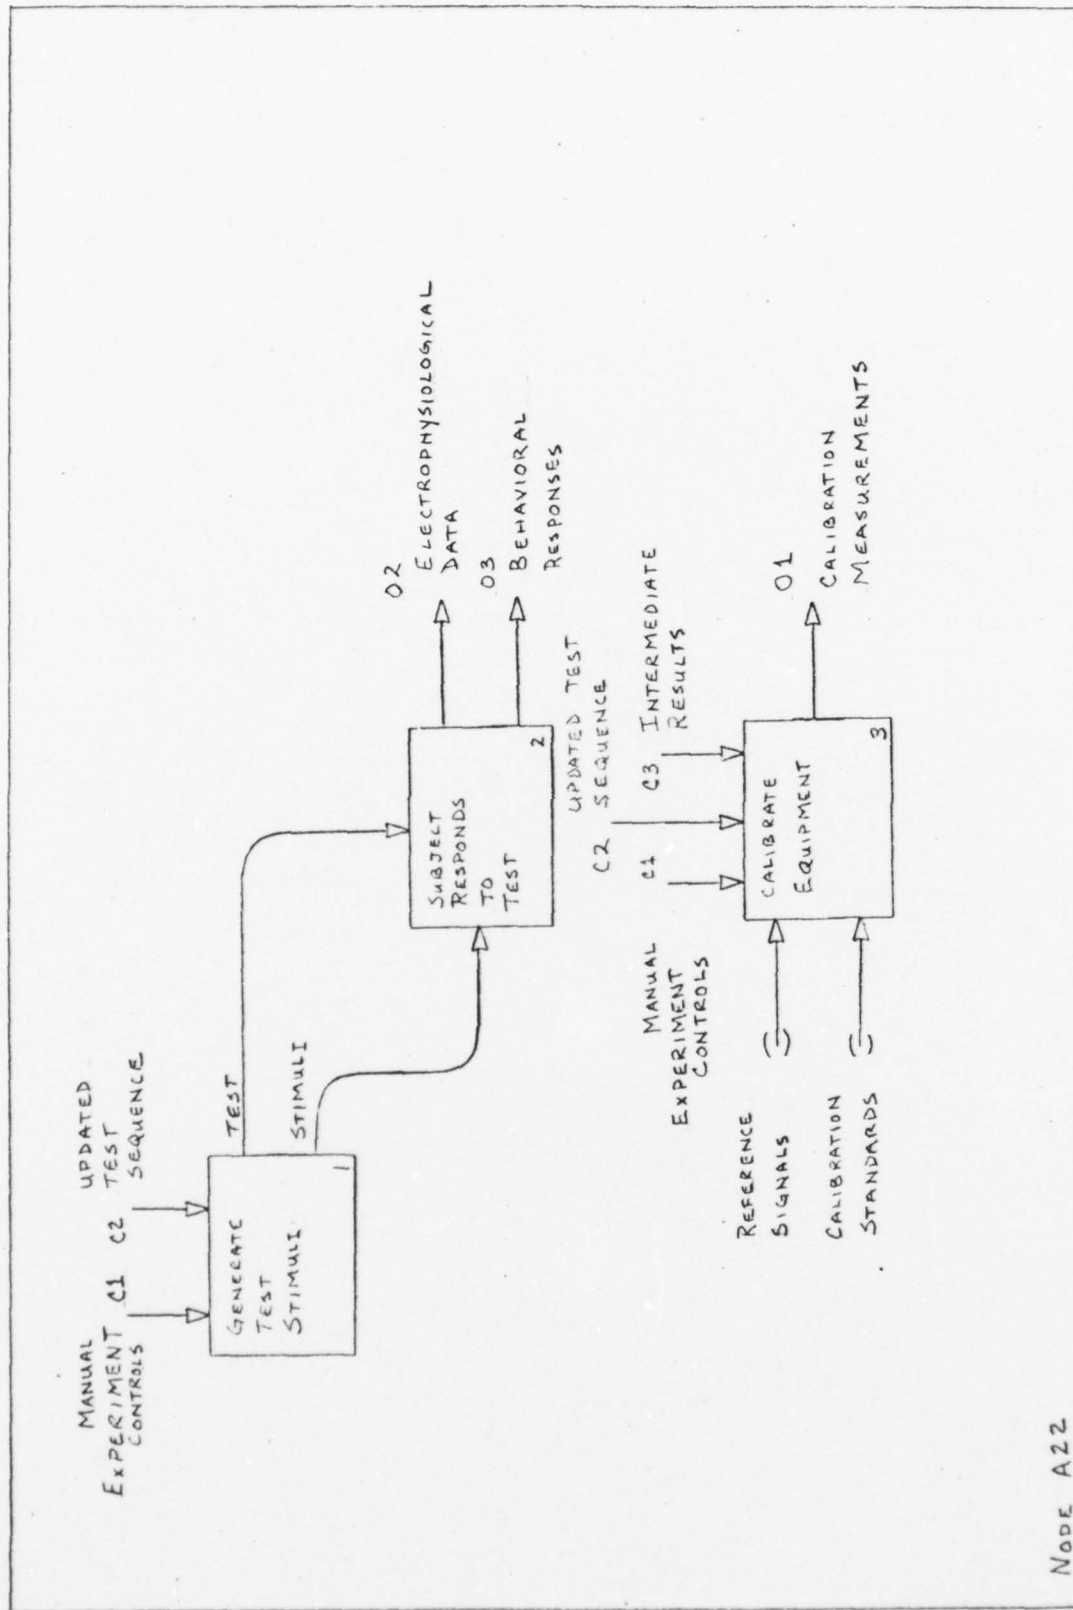 MANUAL
EXPERIMENT
CONTROLS
C1
C2
UPDATED
TEST
SEQUENCE
GENERATE
TEST
STIMULI
1
TEST
STIMULI
SUBJECT
RESPONDS
TO
TEST
2
O2
ELECTROPHYSIOLOGICAL
DATA
O3
BEHAVIORAL
RESPONSES
MANUAL
EXPERIMENT
CONTROLS
C1
C2
UPDATED TEST
SEQUENCE
C3
INTERMEDIATE
RESULTS
REFERENCE
SIGNALS
CALIBRATION
STANDARDS
CALIBRATE
EQUIPMENT
3
O1
CALIBRATION
MEASUREMENTS
NODE A22